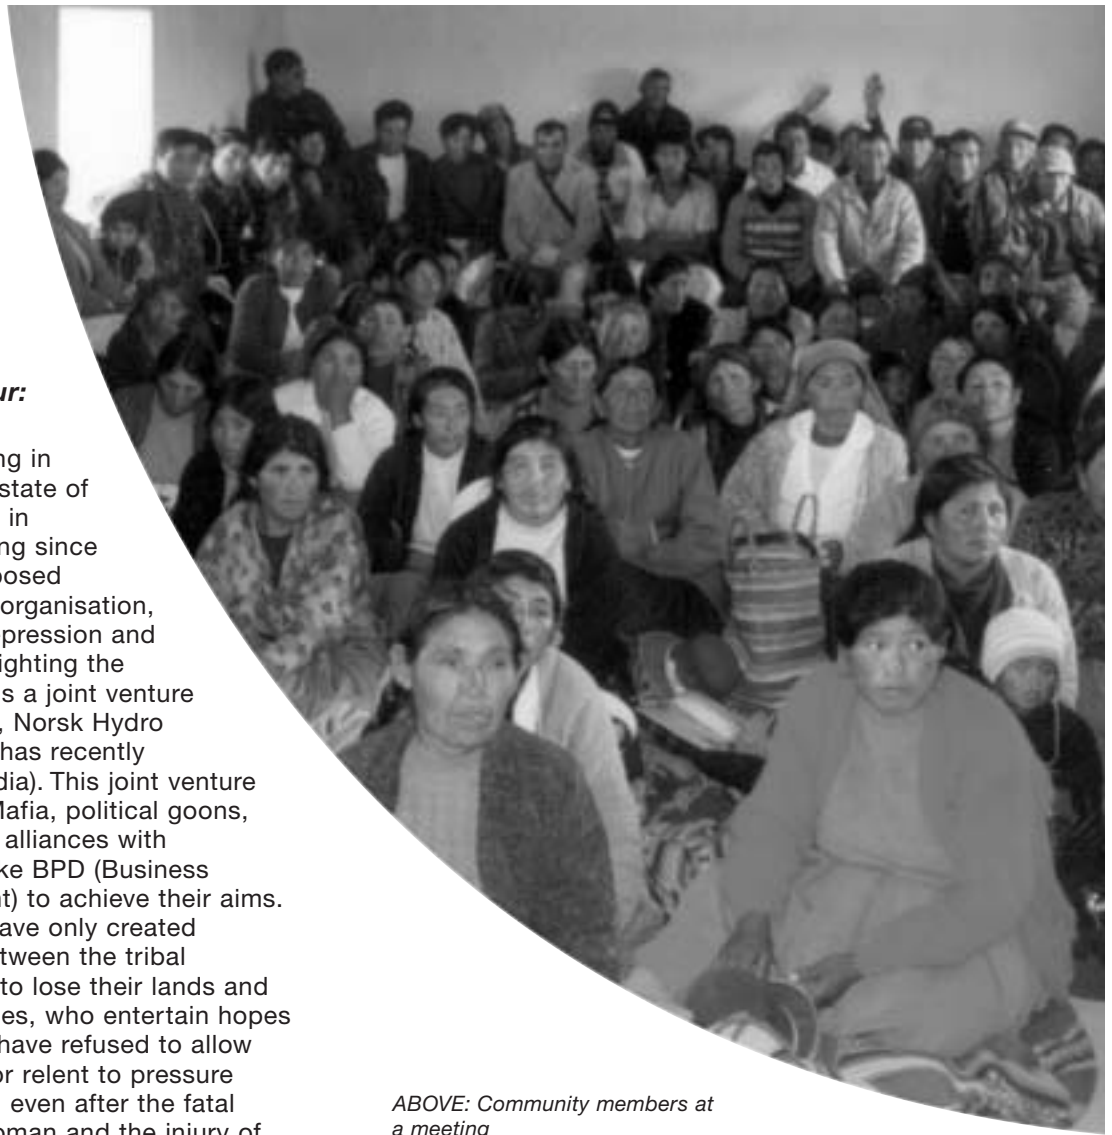 ur:
ng in
state of
in
ng since
posed
organisation,
pression and
ighting the
s a joint venture
, Norsk Hydro
has recently
dia). This joint venture
Mafia, political goons,
alliances with
ke BPD (Business
nt) to achieve their aims.
ave only created
tween the tribal
to lose their lands and
es, who entertain hopes
have refused to allow
or relent to pressure
even after the fatal
oman and the injury of
ABOVE: Community members at
a meeting